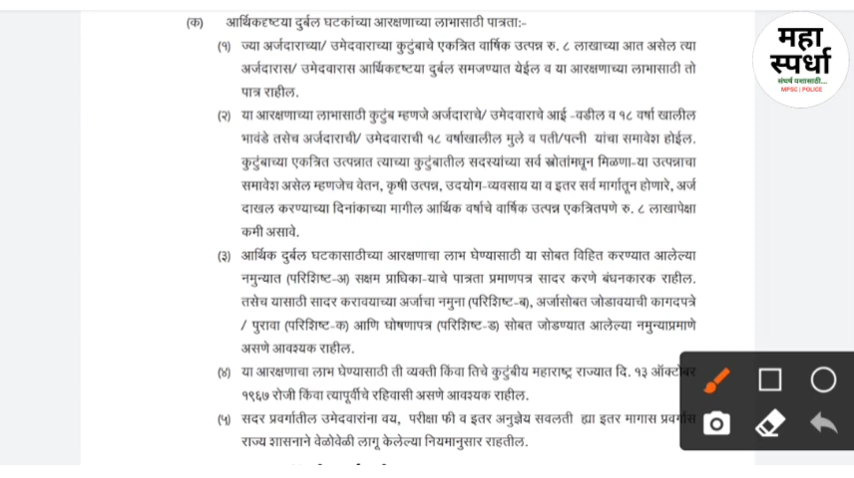 (क) आर्थिकदृष्टया दुर्बल घटकांच्या आरक्षणाच्या लाभासाठी पात्रता:-
(१) ज्या अर्जदाराच्या/ उमेदवाराच्या कुटुंबाचे एकत्रित वार्षिक उत्पन्न रु. ८ लाखाच्या आत असेल त्या
अर्जदारास/ उमेदवारास आर्थिकदृष्टया दुर्बल समजण्यात येईल व या आरक्षणाच्या लाभासाठी तो
पात्र राहील.
(२) या आरक्षणाच्या लाभासाठी कुटुंब म्हणजे अर्जदाराचे/ उमेदवाराचे आई -वडील व १८ वर्षा खालील
भावंडे तसेच अर्जदाराची/ उमेदवाराची १८ वर्षाखालील मुले व पती/पत्नी यांचा समावेश होईल.
कुटुंबाच्या एकत्रित उत्पन्नात त्याच्या कुटुंबातील सदस्यांच्या सर्व स्त्रोतांमधून मिळणा-या उत्पन्नाचा
समावेश असेल म्हणजेच वेतन, कृषी उत्पन्न, उदयोग-व्यवसाय या व इतर सर्व मार्गातून होणारे, अर्ज
दाखल करण्याच्या दिनांकाच्या मागील आर्थिक वर्षाचे वार्षिक उत्पन्न एकत्रितपणे रु. ८ लाखापेक्षा
कमी असावे.
(३) आर्थिक दुर्बल घटकासाठीच्या आरक्षणाचा लाभ घेण्यासाठी या सोबत विहित करण्यात आलेल्या
नमुन्यात (परिशिष्ट-अ) सक्षम प्राधिका-याचे पात्रता प्रमाणपत्र सादर करणे बंधनकारक राहील.
तसेच यासाठी सादर करावयाच्या अर्जाचा नमुना (परिशिष्ट-ब), अर्जासोबत जोडावयाची कागदपत्रे
/ पुरावा (परिशिष्ट-क) आणि घोषणापत्र (परिशिष्ट-ड) सोबत जोडण्यात आलेल्या नमुन्याप्रमाणे
असणे आवश्यक राहील.
(४) या आरक्षणाचा लाभ घेण्यासाठी ती व्यक्ती किंवा तिचे कुटुंबीय महाराष्ट्र राज्यात दि. १३ ऑक्टोबर
१९६७ रोजी किंवा त्यापूर्वीचे रहिवासी असणे आवश्यक राहील.
(५) सदर प्रवर्गातील उमेदवारांना वय, परीक्षा फी व इतर अनुज्ञेय सवलती ह्या इतर मागास प्रवर्गास
राज्य शासनाने वेळोवेळी लागू केलेल्या नियमानुसार राहतील.
महा
स्पर्धा
संघर्ष यशासाठी...
MPSC | POLICE